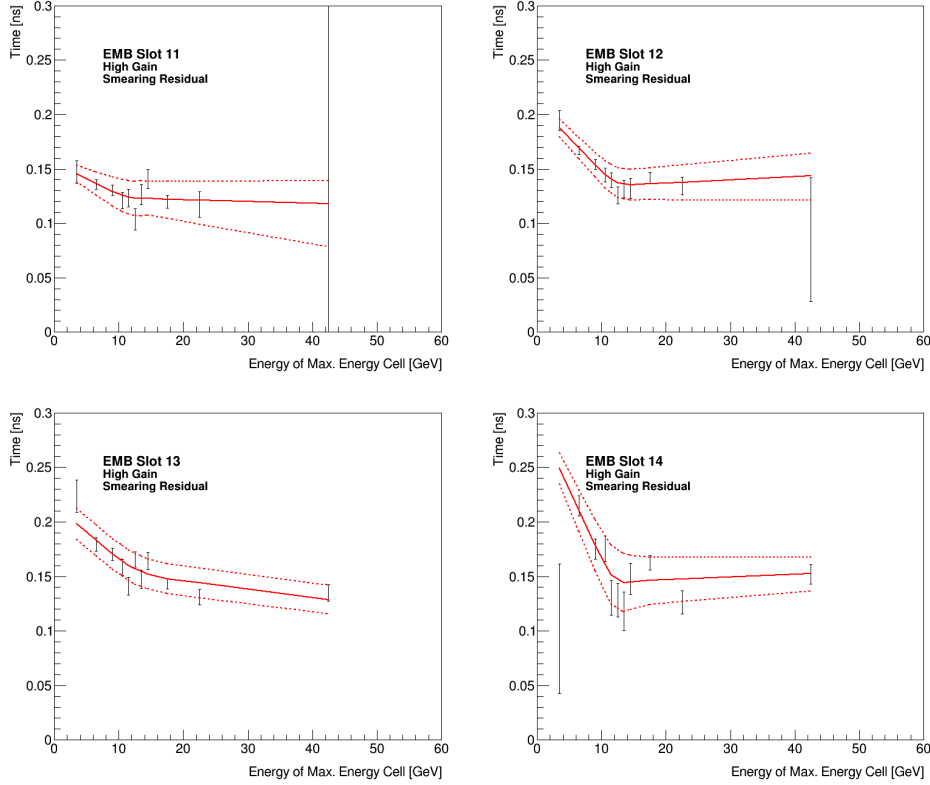 Time [ns]
0.3
0.25
0.2
0.15
0.1
0.05
0
EMB Slot 11
High Gain
Smearing Residual
0 10 20 30 40 50 60
Energy of Max. Energy Cell [GeV]
Time [ns]
0.3
0.25
0.2
0.15
0.1
0.05
0
EMB Slot 12
High Gain
Smearing Residual
0 10 20 30 40 50 60
Energy of Max. Energy Cell [GeV]
Time [ns]
0.3
0.25
0.2
0.15
0.1
0.05
0
EMB Slot 13
High Gain
Smearing Residual
0 10 20 30 40 50 60
Energy of Max. Energy Cell [GeV]
Time [ns]
0.3
0.25
0.2
0.15
0.1
0.05
0
EMB Slot 14
High Gain
Smearing Residual
0 10 20 30 40 50 60
Energy of Max. Energy Cell [GeV]